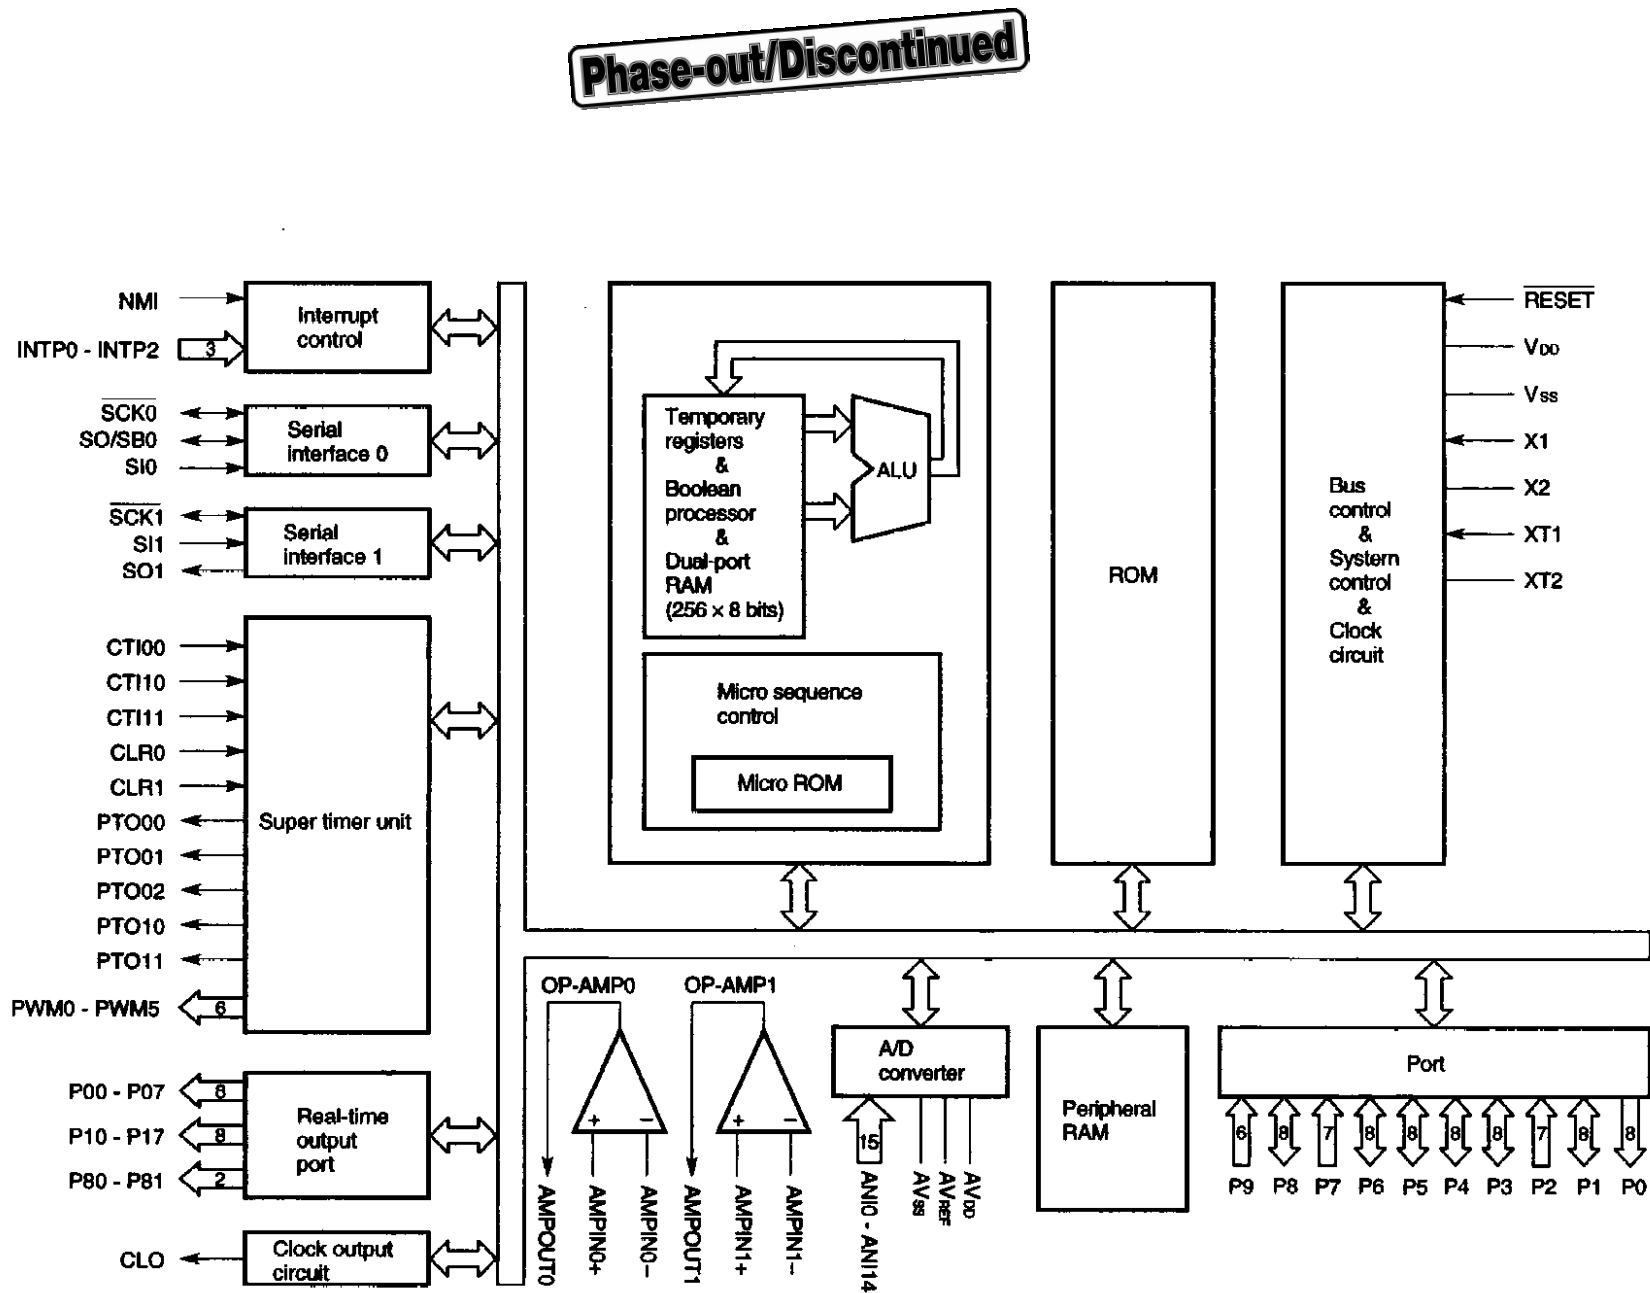 Phase-out/Discontinued
NMI
INTP0 - INTP2
3
Interrupt
control
SCK0
SO/SB0
SI0
Serial
interface 0
SCK1
SI1
SO1
Serial
interface 1
CTI00
CTI10
CTI11
CLR0
CLR1
PTO00
PTO01
PTO02
PTO10
PTO11
PWM0 - PWM5
6
Super timer unit
P00 - P07
8
P10 - P17
8
P80 - P81
2
Real-time
output
port
CLO
Clock output
circuit
Temporary
registers
&
Boolean
processor
&
Dual-port
RAM
(256 × 8 bits)
ALU
Micro sequence
control
Micro ROM
ROM
Bus
control
&
System
control
&
Clock
circuit
RESET
VDD
VSS
X1
X2
XT1
XT2
OP-AMP0
+ −
AMPOUT0
AMPIN0+
AMPIN0−
OP-AMP1
+ −
AMPOUT1
AMPIN1+
AMPIN1−
A/D
converter
15
ANI0 - ANI14
AVSS
AVREF
AVDD
Peripheral
RAM
Port
6 8 7 8 8 8 8 7 8 8
P9 P8 P7 P6 P5 P4 P3 P2 P1 P0